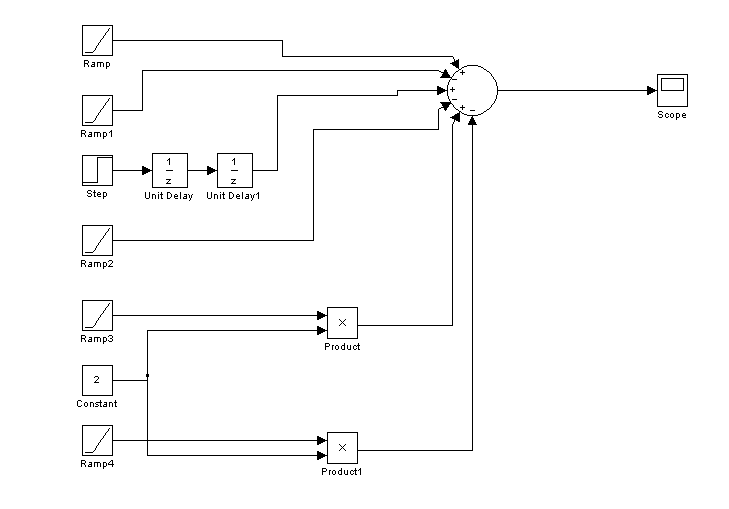 Ramp
+
−
Ramp1
+
−
+
−
Scope
Step
1
z
Unit Delay
1
z
Unit Delay1
Ramp2
Ramp3
×
Product
2
Constant
Ramp4
×
Product1